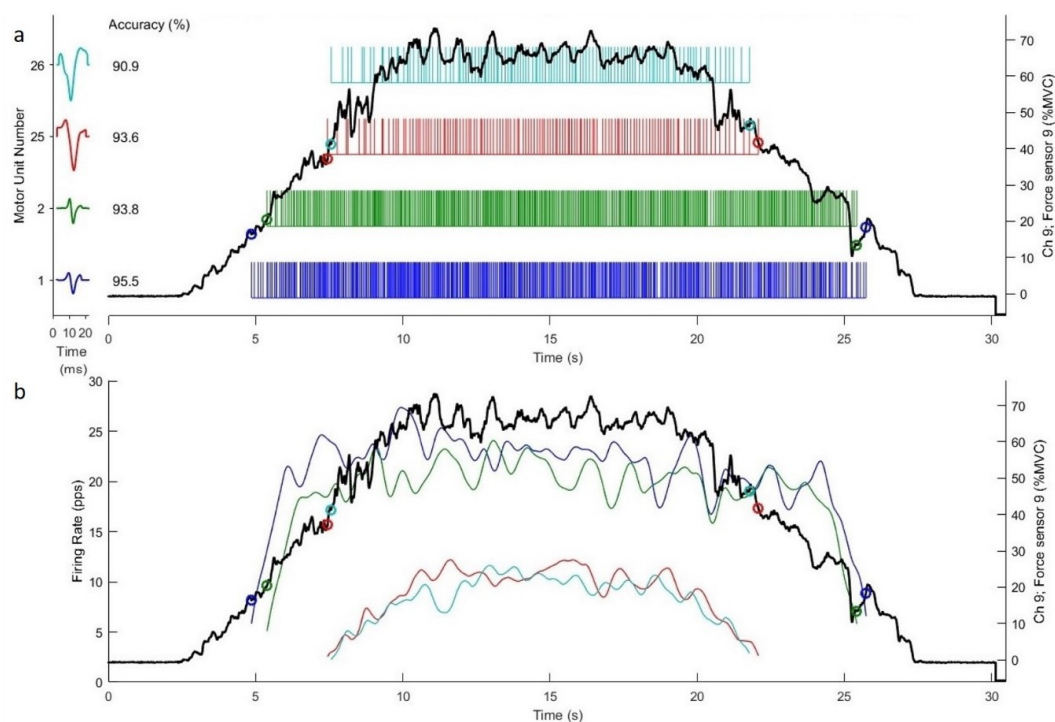 a
Accuracy (%)
Motor Unit Number
26
90.9
25
93.6
2
93.8
1
95.5
0 10 20
Time
(ms)
0 5 10 15 20 25 30
Time (s)
70
60
50
40
30
20
10
0
Ch 9; Force sensor 9 (%MVC)
b
Firing Rate (pps)
30
25
20
15
10
5
0
0 5 10 15 20 25 30
Time (s)
70
60
50
40
30
20
10
0
Ch 9; Force sensor 9 (%MVC)